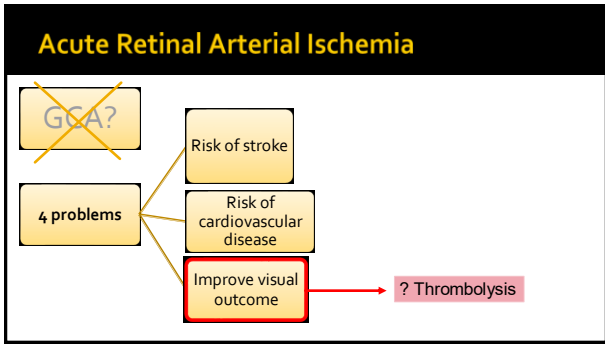 Acute Retinal Arterial Ischemia
GCA?
4 problems
Risk of stroke
Risk of
cardiovascular
disease
Improve visual
outcome
? Thrombolysis